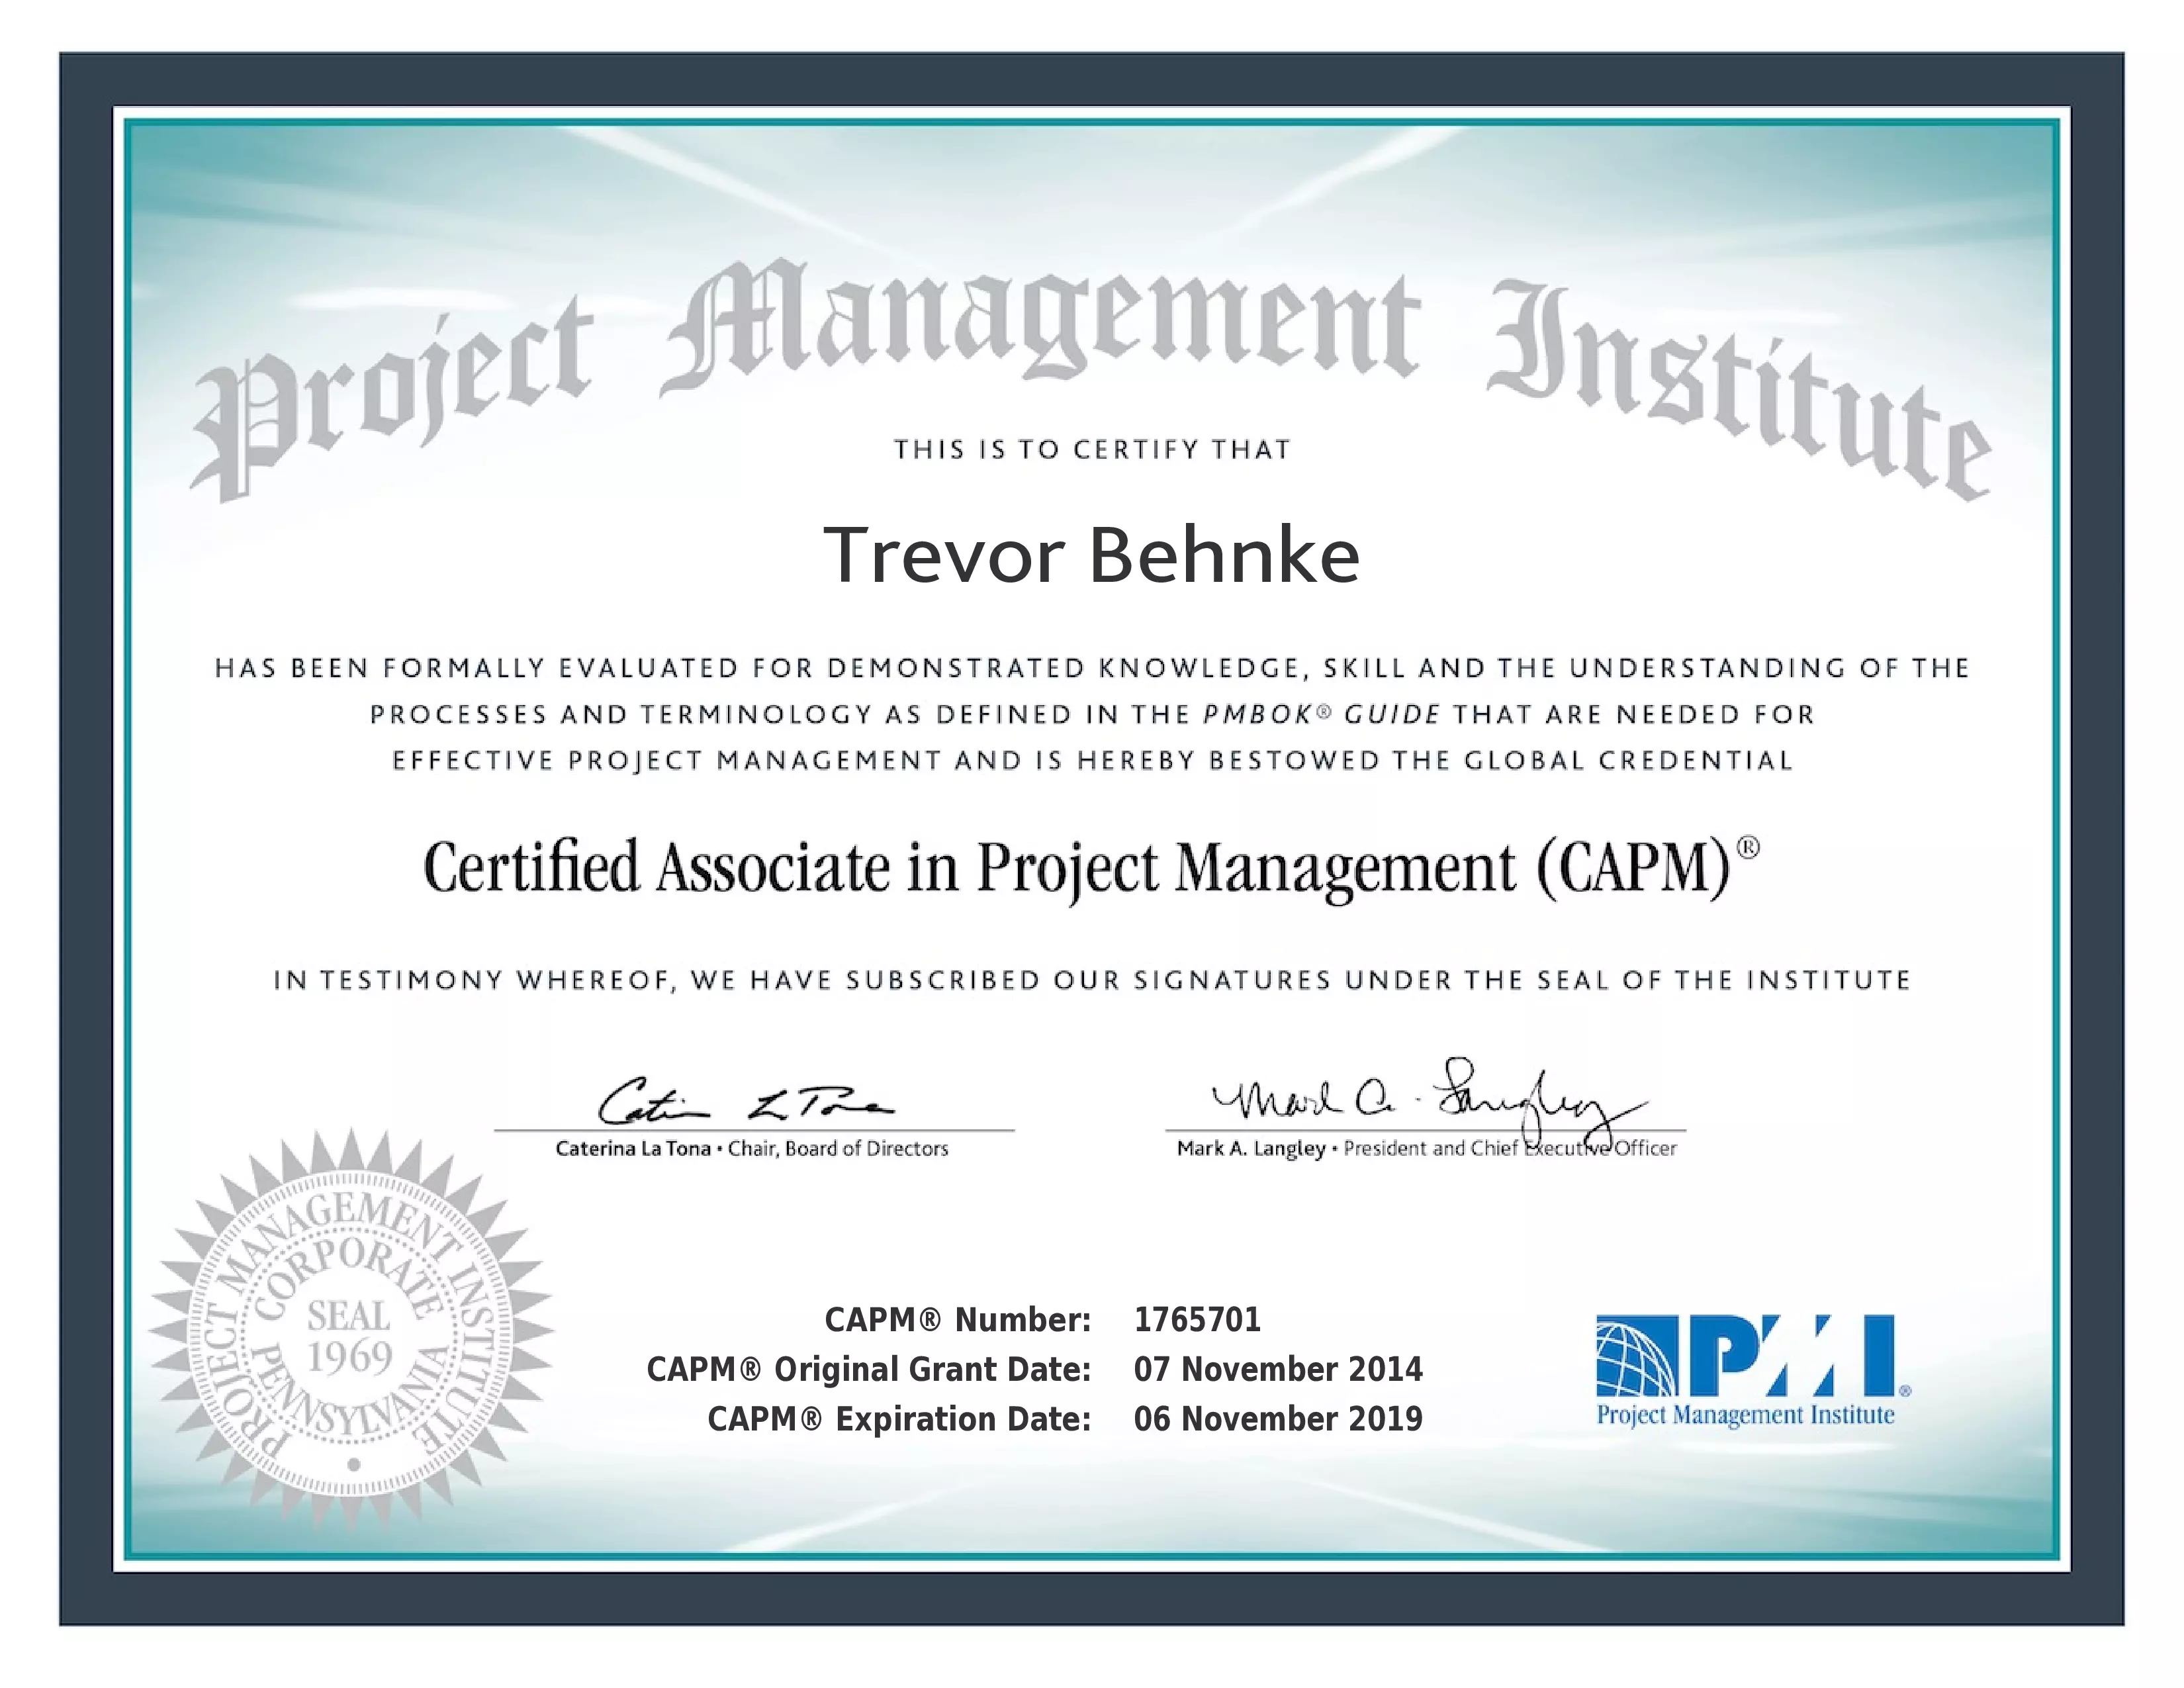 Project Management Institute
THIS IS TO CERTIFY THAT
Trevor Behnke
HAS BEEN FORMALLY EVALUATED FOR DEMONSTRATED KNOWLEDGE, SKILL AND THE UNDERSTANDING OF THE
PROCESSES AND TERMINOLOGY AS DEFINED IN THE PMBOK® GUIDE THAT ARE NEEDED FOR
EFFECTIVE PROJECT MANAGEMENT AND IS HEREBY BESTOWED THE GLOBAL CREDENTIAL
Certified Associate in Project Management (CAPM)®
IN TESTIMONY WHEREOF, WE HAVE SUBSCRIBED OUR SIGNATURES UNDER THE SEAL OF THE INSTITUTE
Mark A. Langley
Caterina La Tona • Chair, Board of Directors
Mark A. Langley • President and Chief Executive Officer
PROJECT MANAGEMENT INSTITUTE
CORPORATE
SEAL
1969
PENNSYLVANIA
CAPM® Number: 1765701
CAPM® Original Grant Date: 07 November 2014
CAPM® Expiration Date: 06 November 2019
PMI®
Project Management Institute